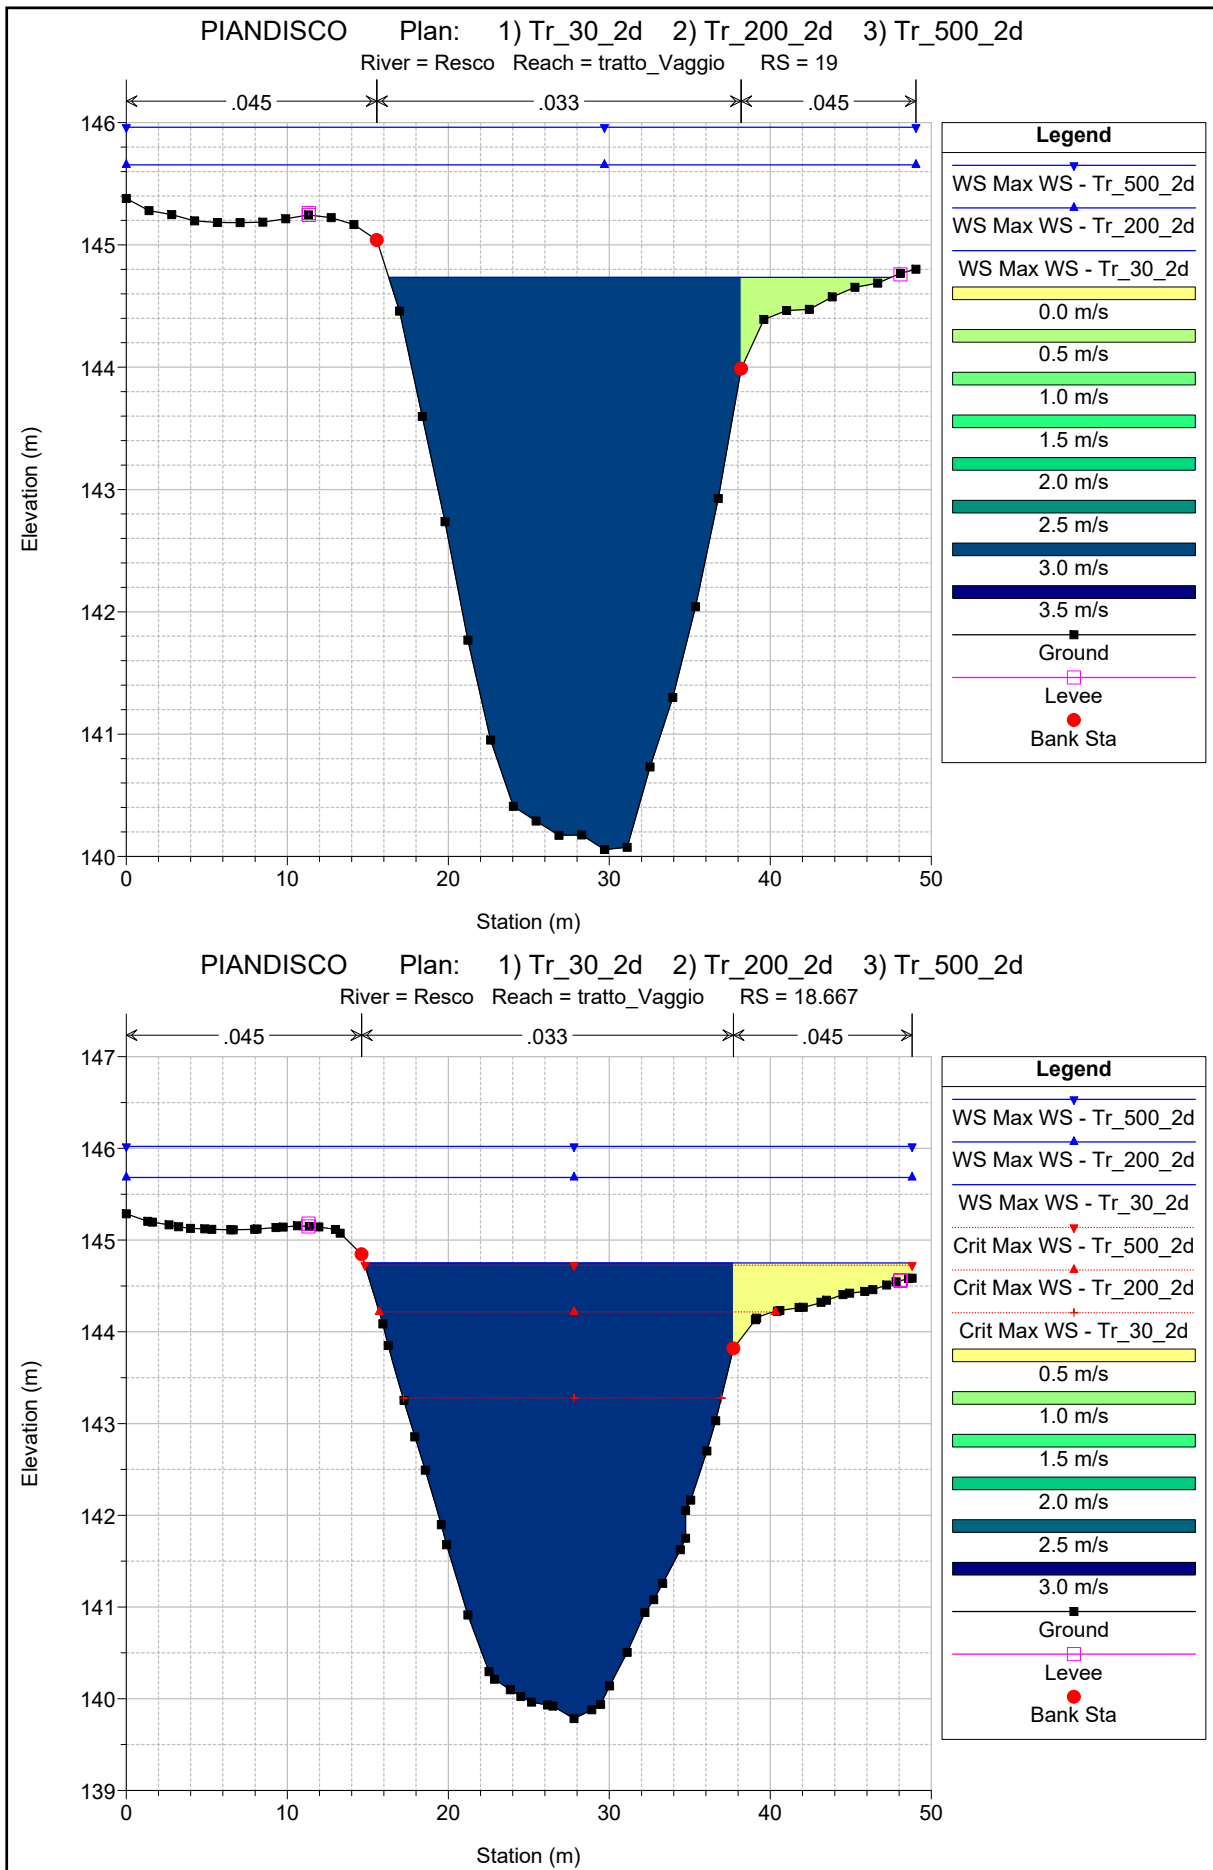 PIANDISCO Plan: 1) Tr_30_2d 2) Tr_200_2d 3) Tr_500_2d
River = Resco Reach = tratto_Vaggio RS = 19
.045 .033 .045
146
145
144
143
142
141
140
Elevation (m)
0 10 20 30 40 50
Station (m)
Legend
WS Max WS - Tr_500_2d
WS Max WS - Tr_200_2d
WS Max WS - Tr_30_2d
0.0 m/s
0.5 m/s
1.0 m/s
1.5 m/s
2.0 m/s
2.5 m/s
3.0 m/s
3.5 m/s
Ground
Levee
Bank Sta
PIANDISCO Plan: 1) Tr_30_2d 2) Tr_200_2d 3) Tr_500_2d
River = Resco Reach = tratto_Vaggio RS = 18.667
.045 .033 .045
147
146
145
144
143
142
141
140
139
Elevation (m)
0 10 20 30 40 50
Station (m)
Legend
WS Max WS - Tr_500_2d
WS Max WS - Tr_200_2d
WS Max WS - Tr_30_2d
Crit Max WS - Tr_500_2d
Crit Max WS - Tr_200_2d
Crit Max WS - Tr_30_2d
0.5 m/s
1.0 m/s
1.5 m/s
2.0 m/s
2.5 m/s
3.0 m/s
Ground
Levee
Bank Sta